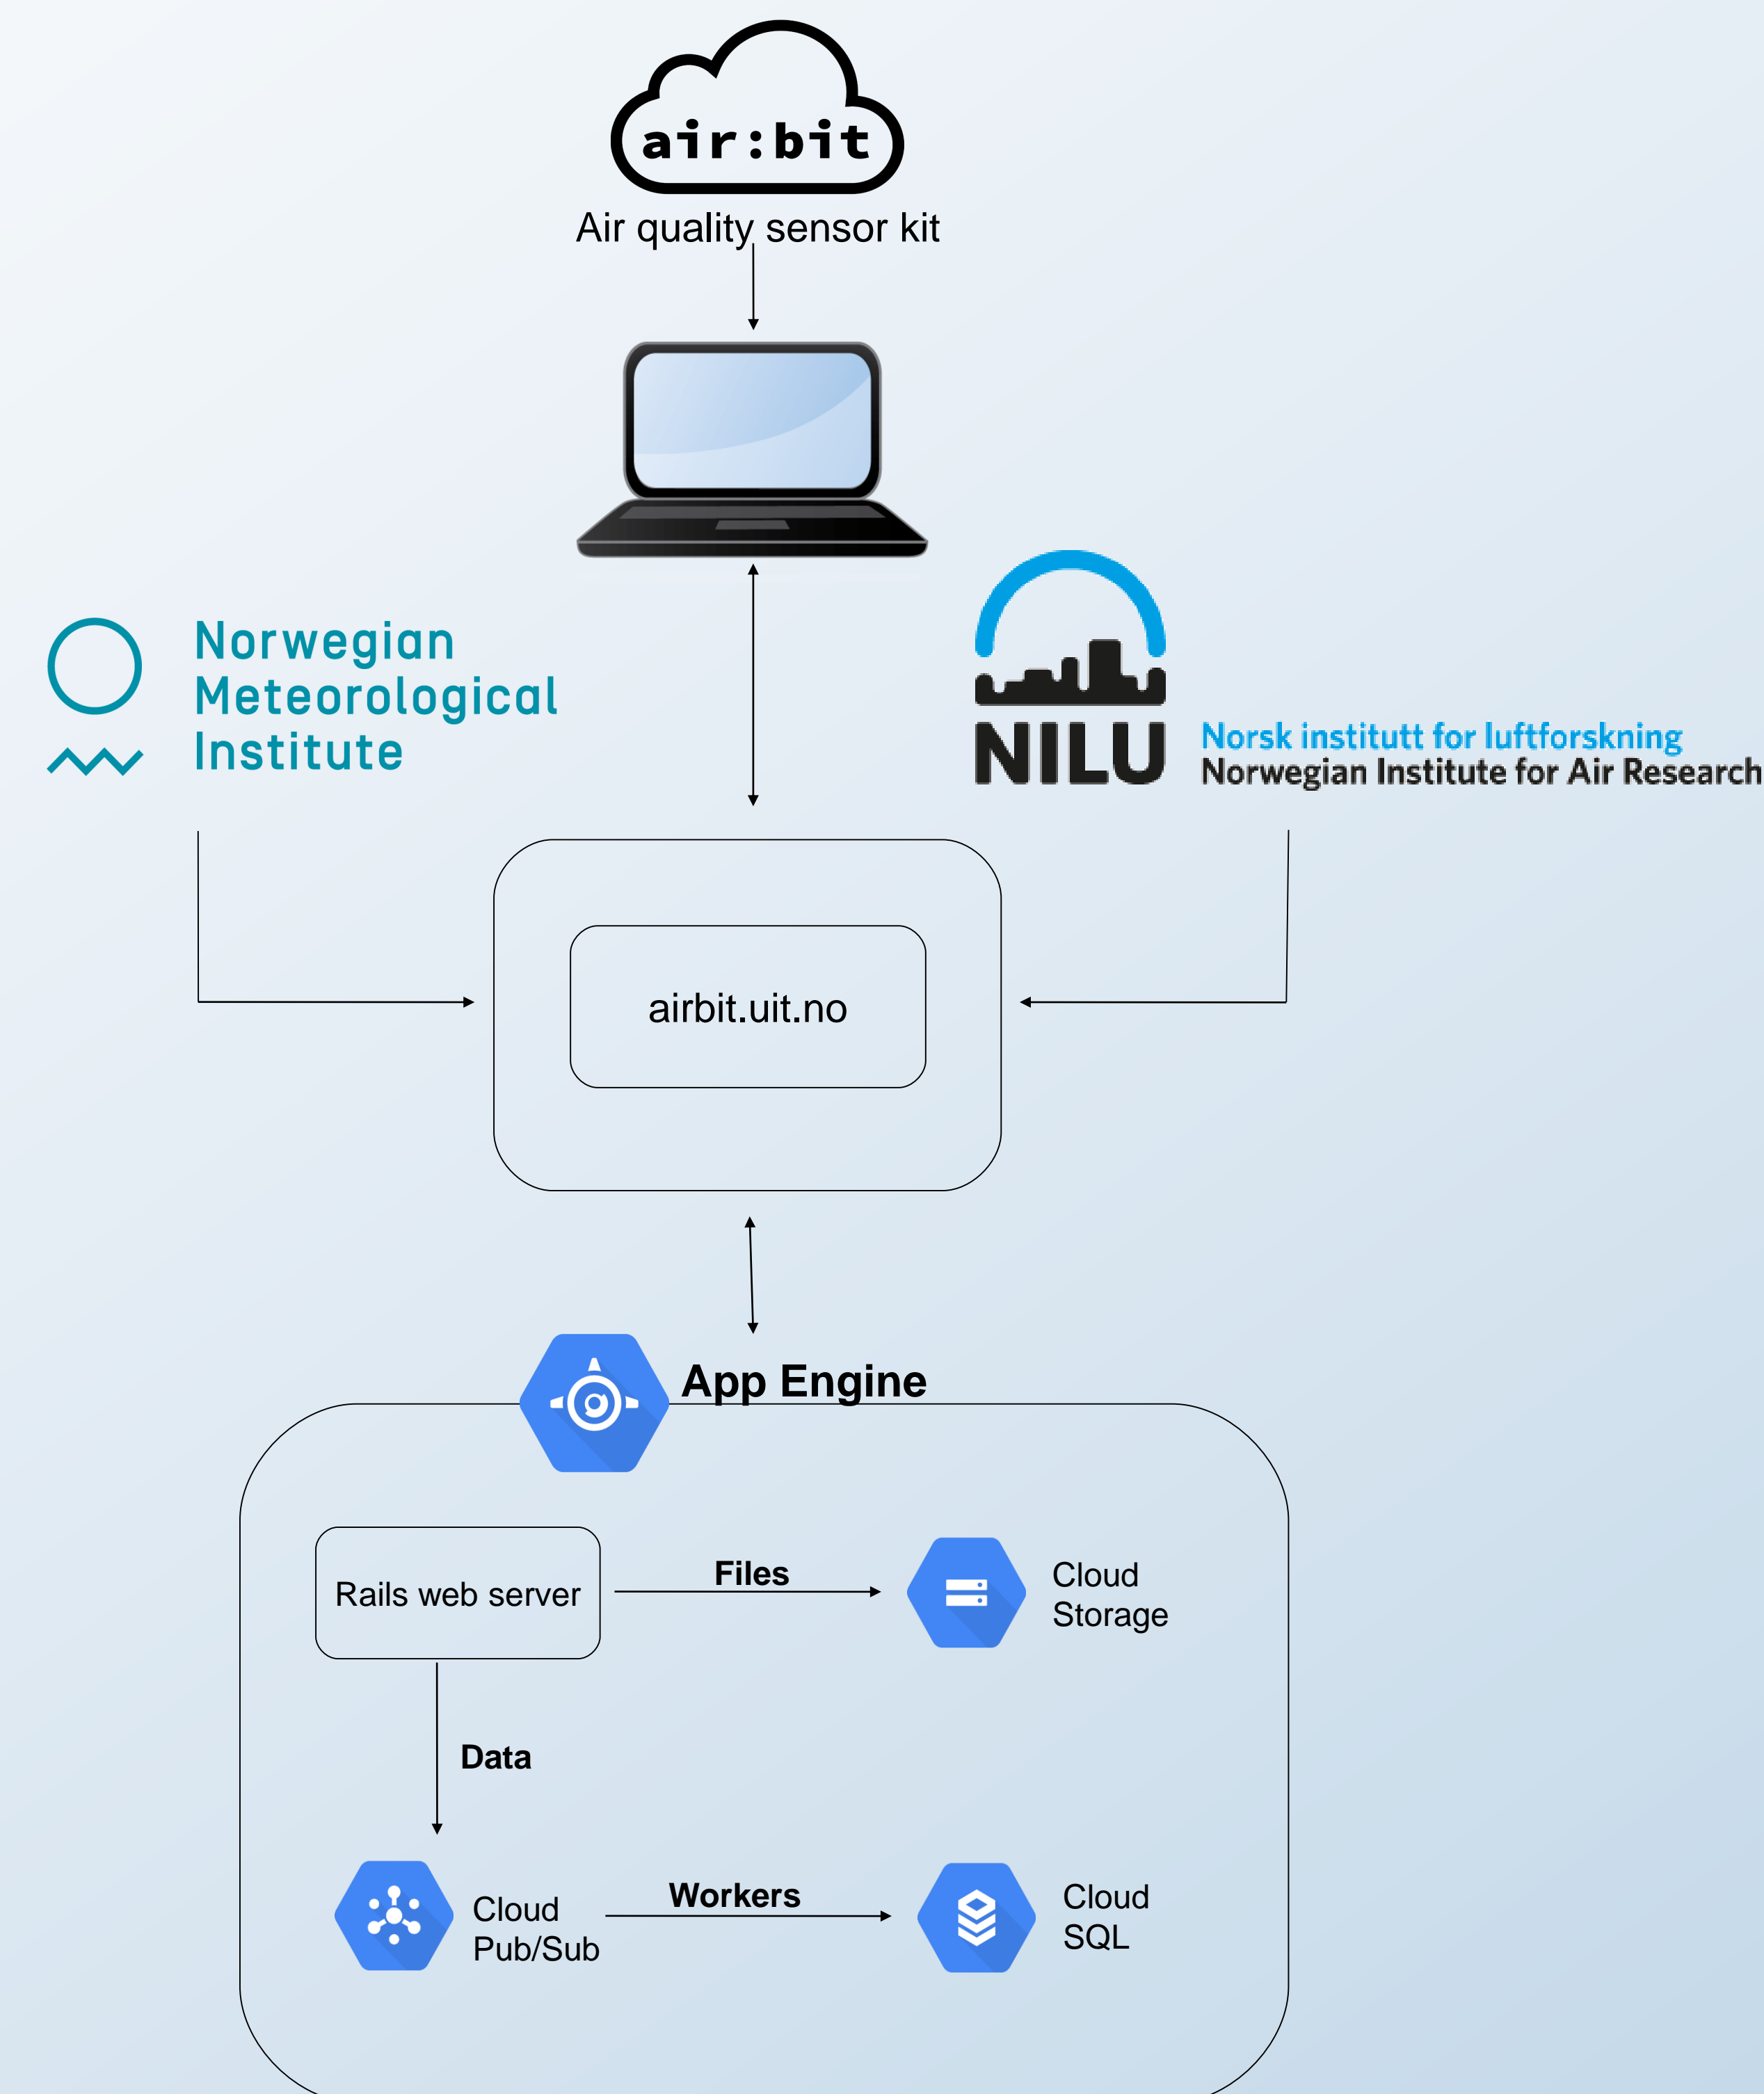 air:bit
Air quality sensor kit
Norwegian
Meteorological
Institute
NILU
Norsk institutt for luftforskning
Norwegian Institute for Air Research
airbit.uit.no
App Engine
Rails web server
Files
Cloud
Storage
Data
Cloud
Pub/Sub
Workers
Cloud
SQL